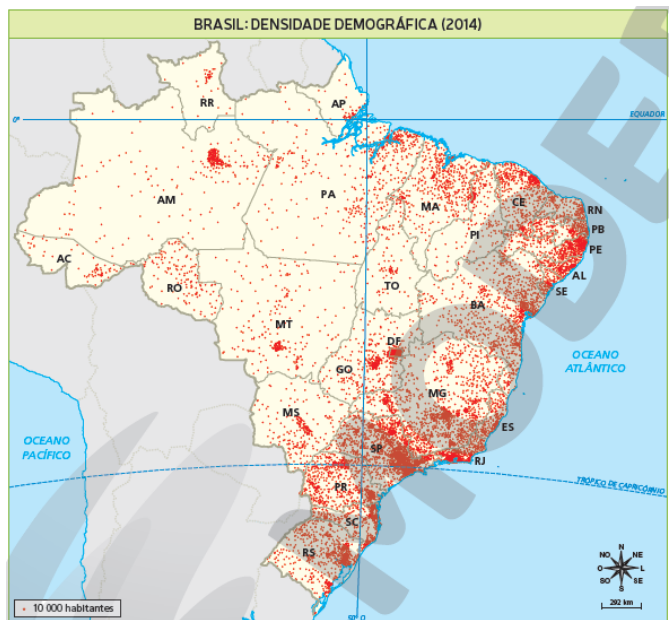 BRASIL: DENSIDADE DEMOGRÁFICA (2014)
RR
AP
0°
EQUADOR
AM
PA
MA
CE
RN
PB
PI
PE
AC
AL
TO
SE
RO
BA
MT
DF
GO
OCEANO
ATLÂNTICO
MG
MS
ES
OCEANO
PACÍFICO
SP
RJ
TRÓPICO DE CAPRICÓRNIO
PR
SC
RS
N
NO NE
O L
SO SE
S
10 000 habitantes
292 km
50° O
MODE